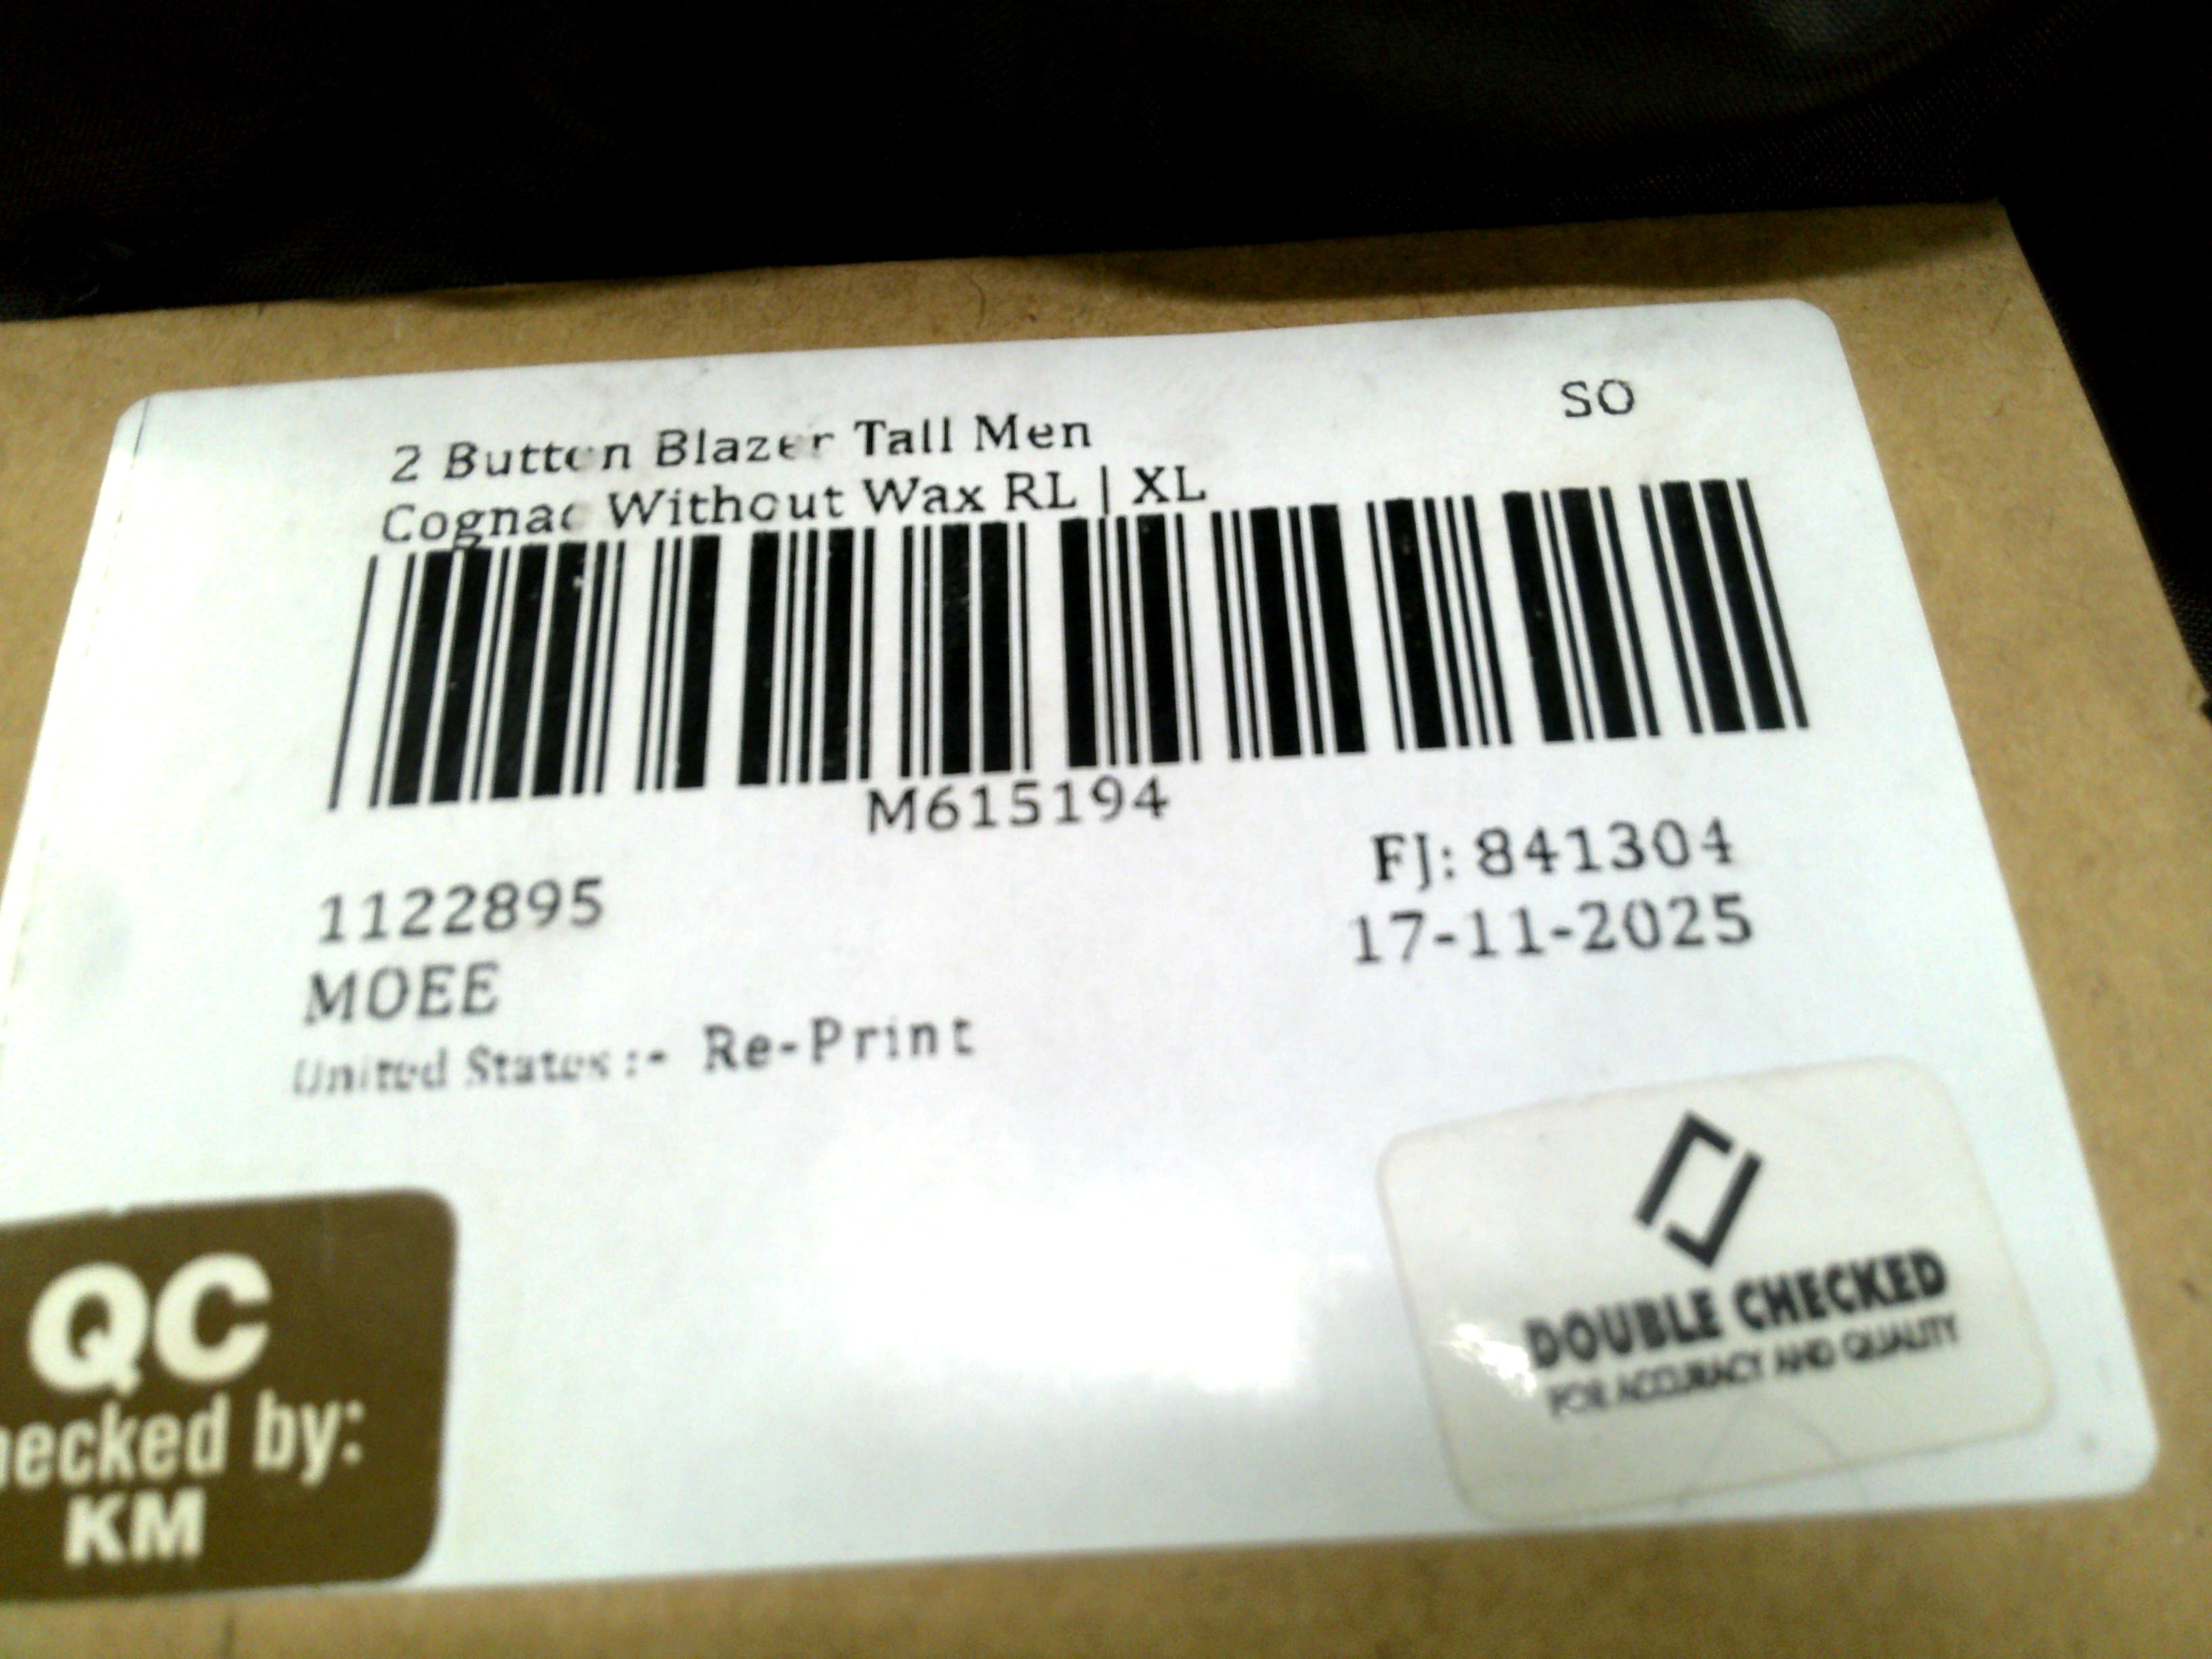 SO
2 Button Blazer Tall Men
Cognac Without Wax RL | XL
M615194
FJ: 841304
1122895
17-11-2025
MOEE
United States :- Re-Print
DOUBLE CHECKED
FOR ACCURACY AND QUALITY
QC
hecked by:
KM